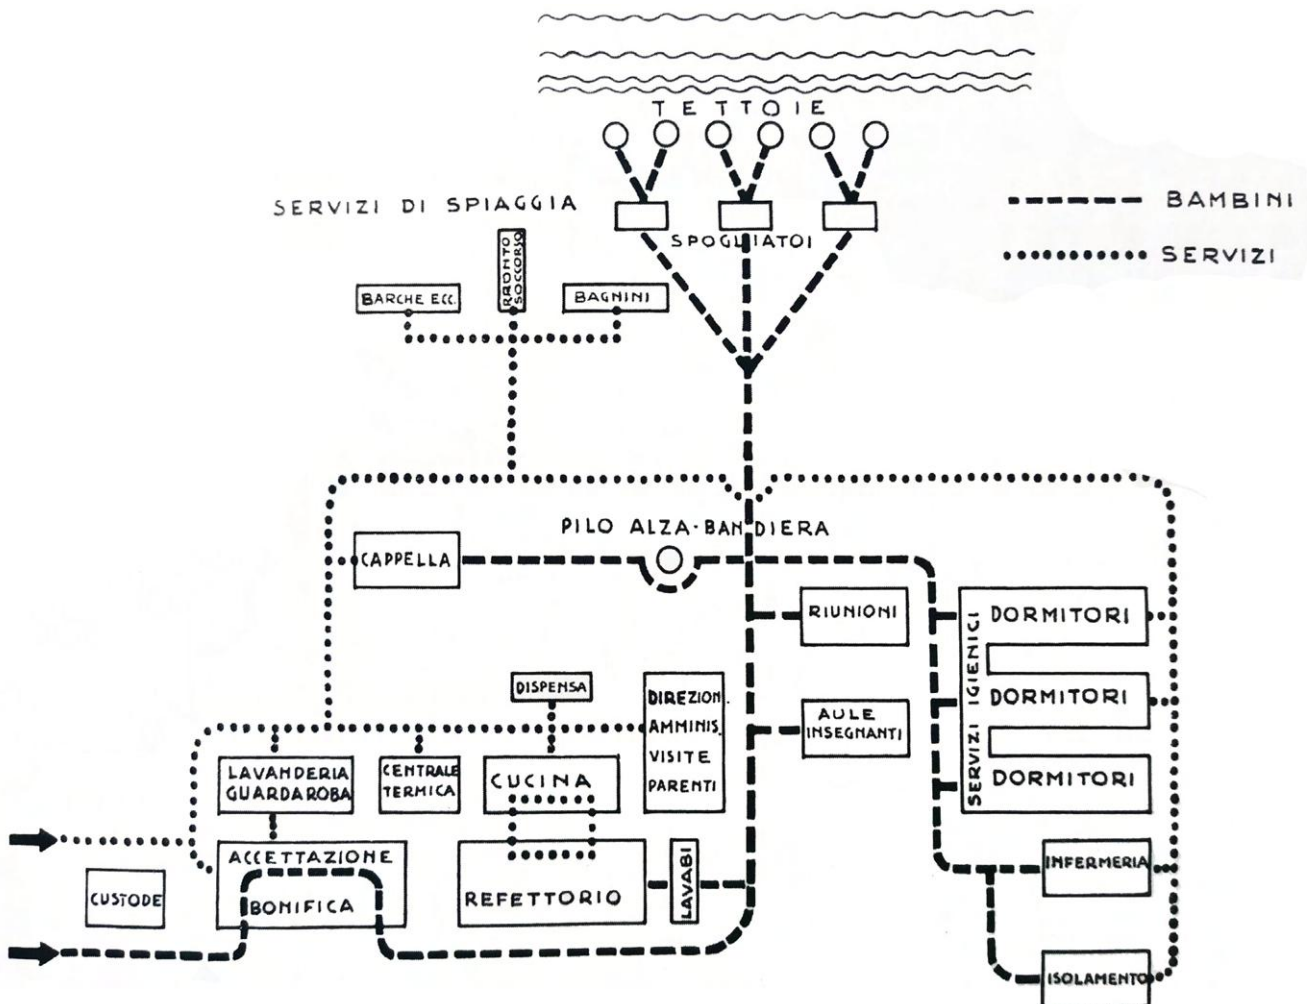 TETTOIE
SERVIZI DI SPIAGGIA
BAMBINI
SPOGLIATOI
SERVIZI
PRONTO
SOCCORSO
BARCHE ECC.
BAGNINI
PILO ALZA-BANDIERA
CAPPELLA
RIUNIONI
SERVIZI IGIENICI
DORMITORI
DISPENSA
DIREZION.
AMMINIS.
VISITE
PARENTI
AULE
INSEGNANTI
DORMITORI
LAVANDERIA
GUARDAROBA
CENTRALE
TERMICA
CUCINA
DORMITORI
ACCETTAZIONE
BONIFICA
CUSTODE
REFETTORIO
LAVABI
INFERMERIA
ISOLAMENTO